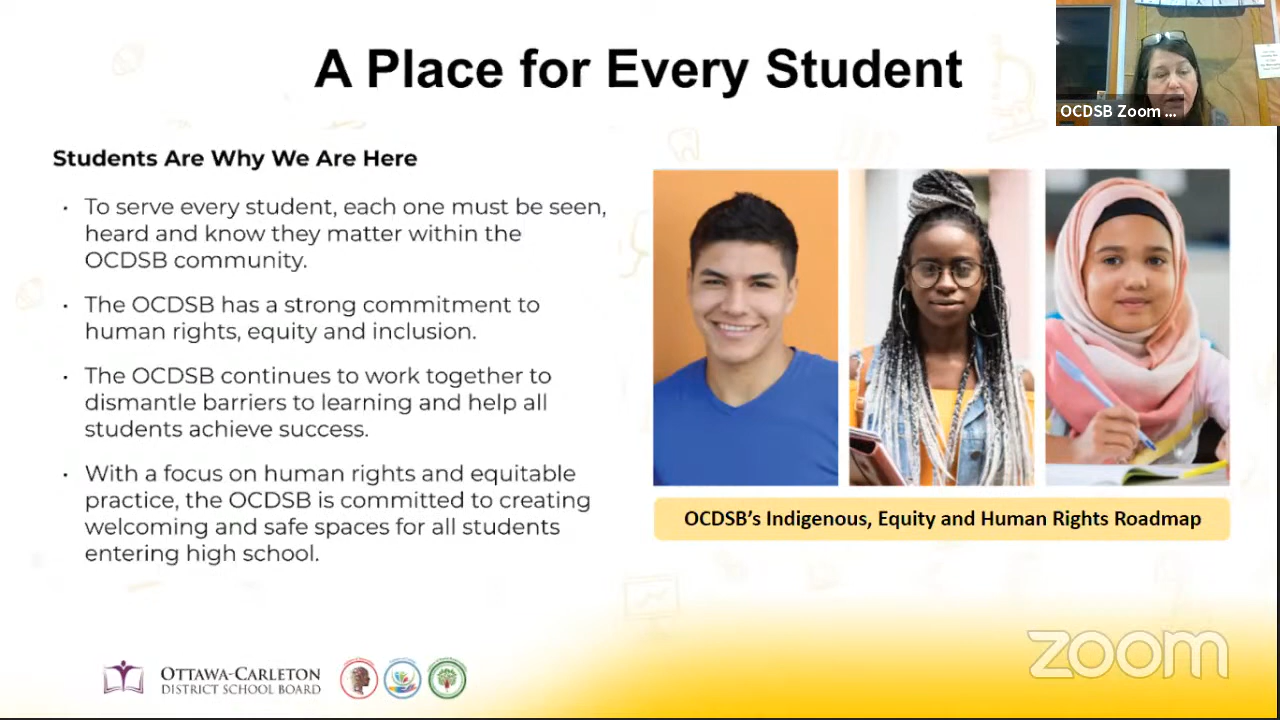 A Place for Every Student
OCDSB Zoom ...
Students Are Why We Are Here
· To serve every student, each one must be seen,
heard and know they matter within the
OCDSB community.
· The OCDSB has a strong commitment to
human rights, equity and inclusion.
· The OCDSB continues to work together to
dismantle barriers to learning and help all
students achieve success.
· With a focus on human rights and equitable
practice, the OCDSB is committed to creating
welcoming and safe spaces for all students
entering high school.
OCDSB’s Indigenous, Equity and Human Rights Roadmap
OTTAWA-CARLETON
DISTRICT SCHOOL BOARD
zoom